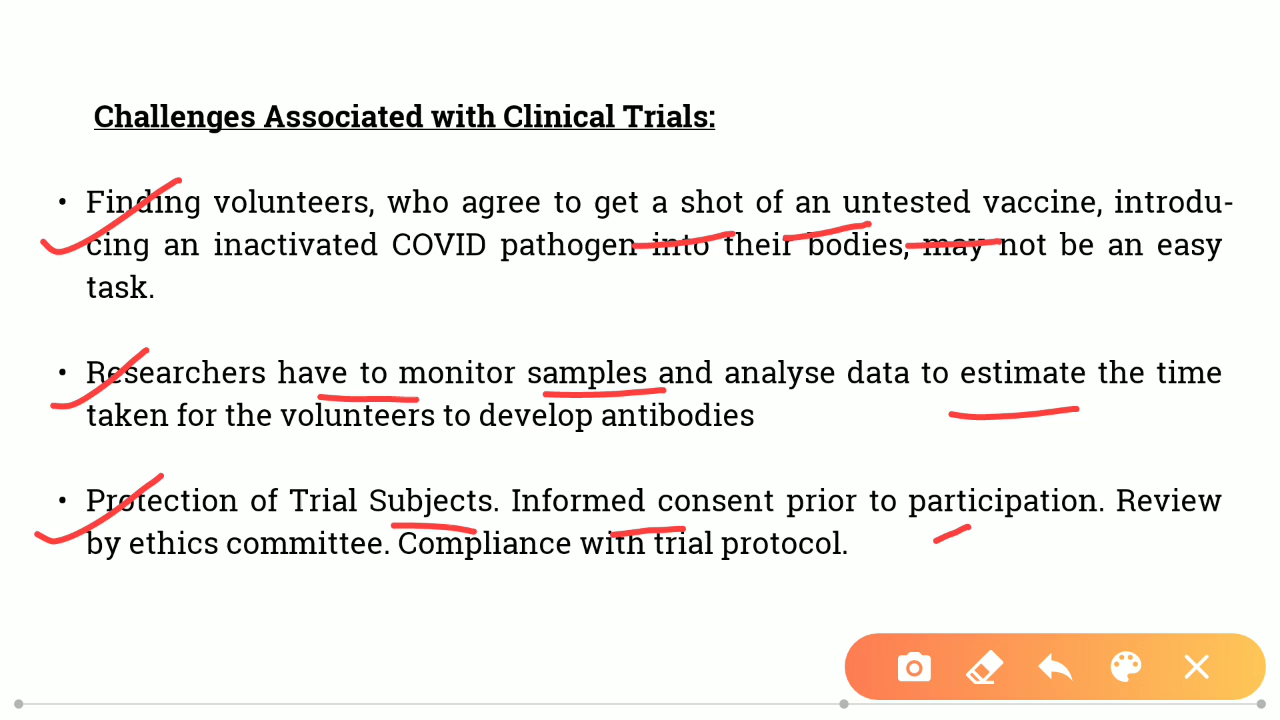 Challenges Associated with Clinical Trials:
• Finding volunteers, who agree to get a shot of an untested vaccine, introdu-
cing an inactivated COVID pathogen into their bodies, may not be an easy
task.
• Researchers have to monitor samples and analyse data to estimate the time
taken for the volunteers to develop antibodies
• Protection of Trial Subjects. Informed consent prior to participation. Review
by ethics committee. Compliance with trial protocol.